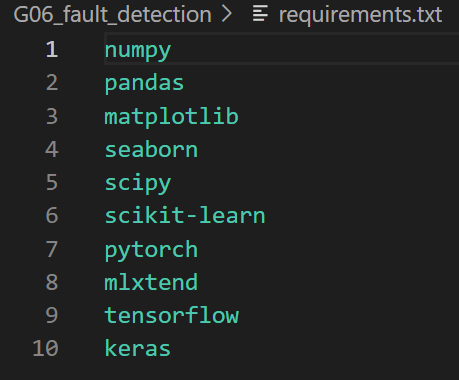 G06_fault_detection > requirements.txt
1 numpy
2 pandas
3 matplotlib
4 seaborn
5 scipy
6 scikit-learn
7 pytorch
8 mlxtend
9 tensorflow
10 keras